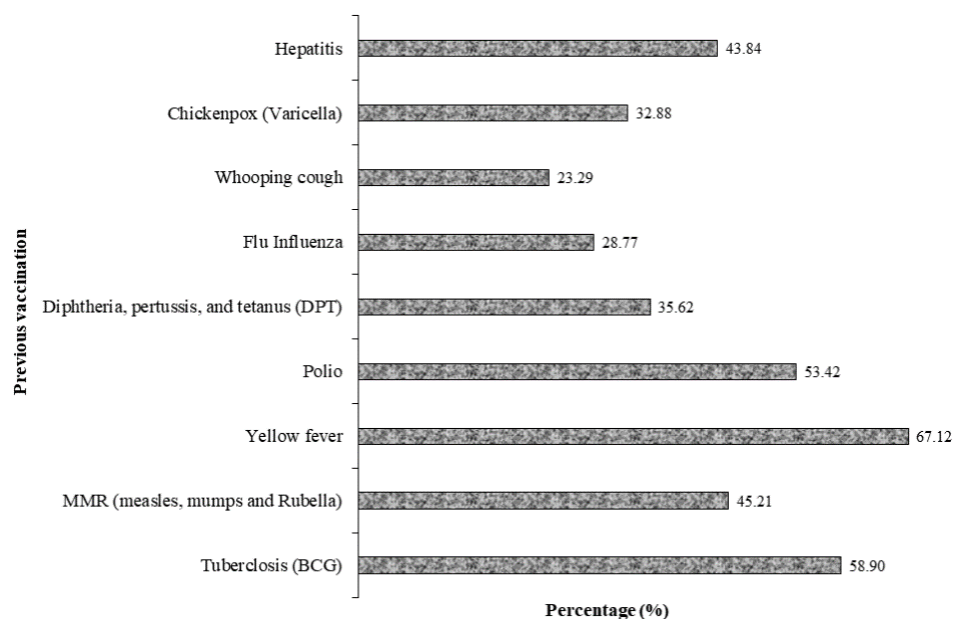 Previous vaccination
Hepatitis
43.84
Chickenpox (Varicella)
32.88
Whooping cough
23.29
Flu Influenza
28.77
Diphtheria, pertussis, and tetanus (DPT)
35.62
Polio
53.42
Yellow fever
67.12
MMR (measles, mumps and Rubella)
45.21
Tuberclosis (BCG)
58.90
Percentage (%)